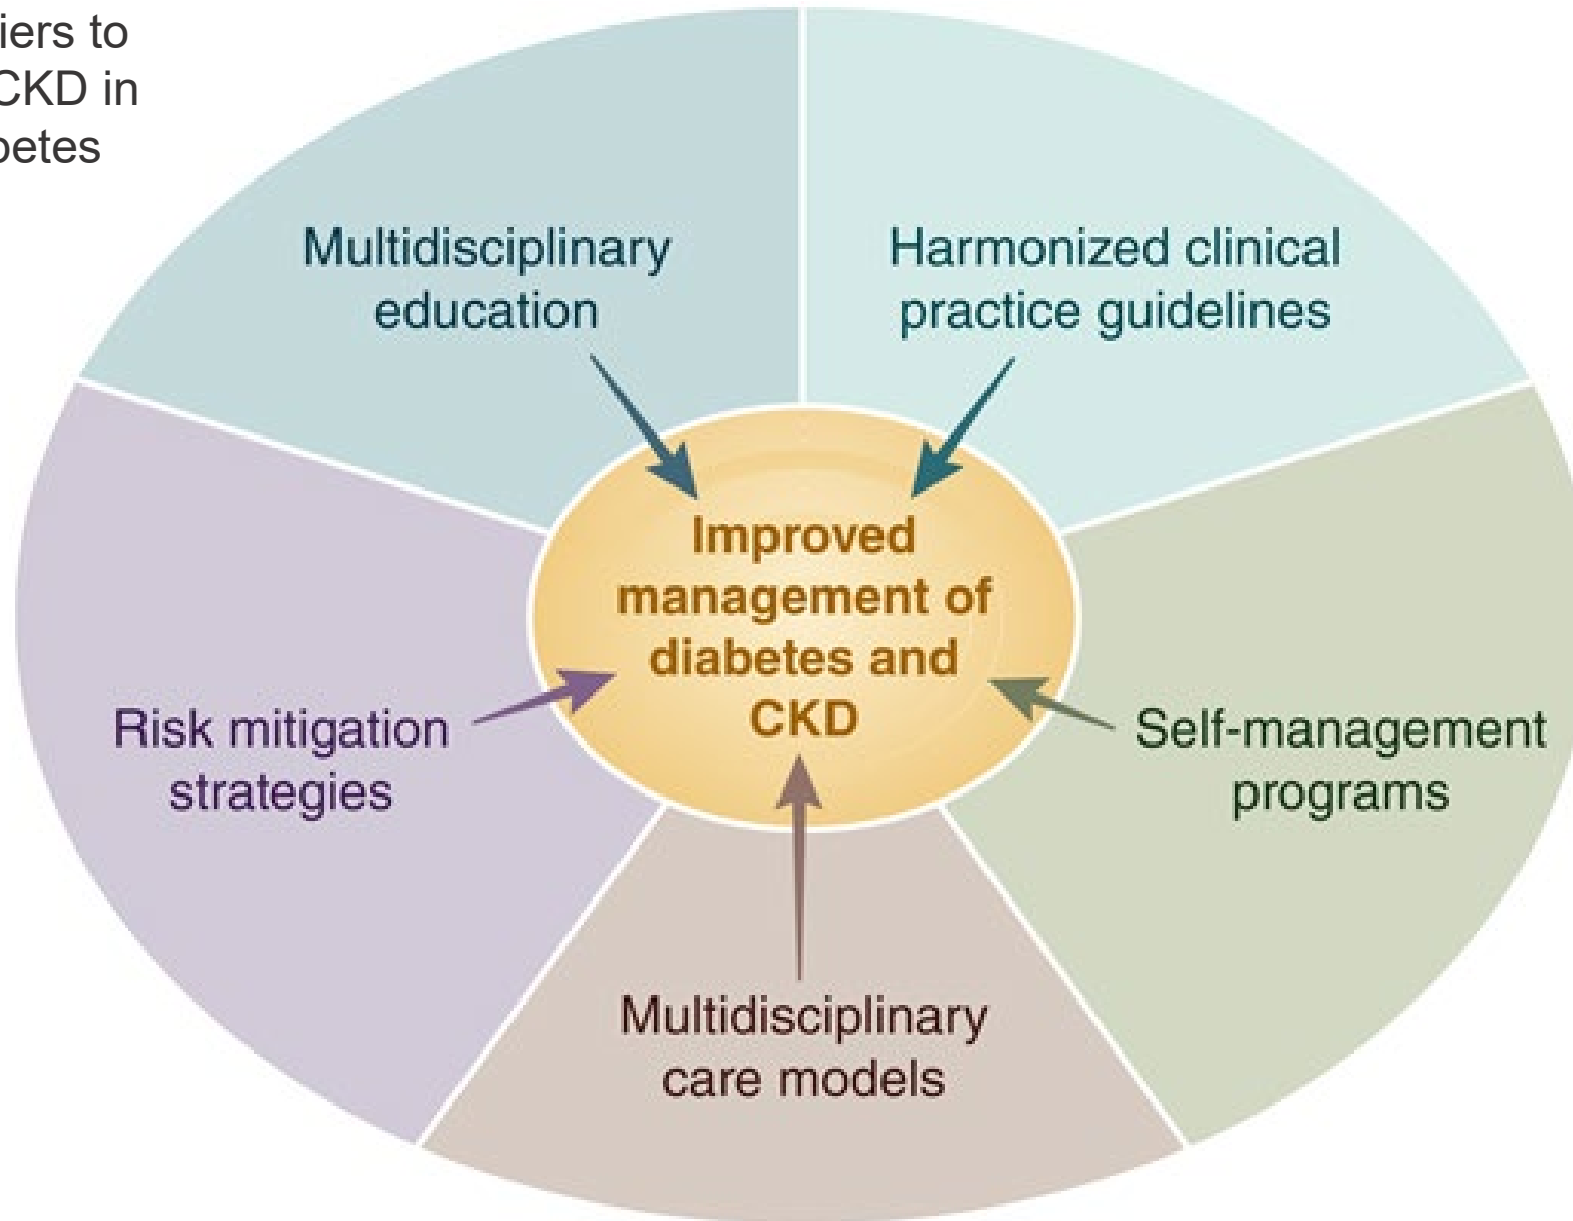 iers to
CKD in
betes
Multidisciplinary
education
Harmonized clinical
practice guidelines
Improved
management of
diabetes and
CKD
Risk mitigation
strategies
Self-management
programs
Multidisciplinary
care models